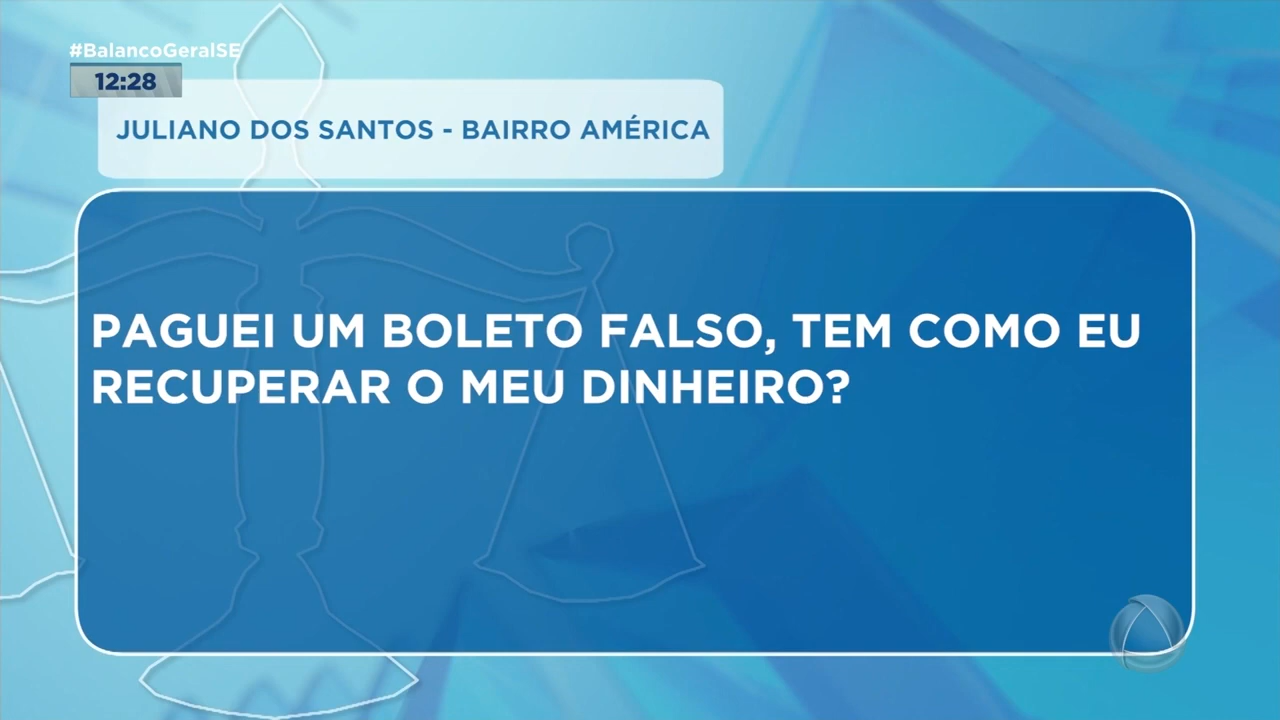 #BalancoGeralSE
12:28
JULIANO DOS SANTOS - BAIRRO AMÉRICA
PAGUEI UM BOLETO FALSO, TEM COMO EU
RECUPERAR O MEU DINHEIRO?